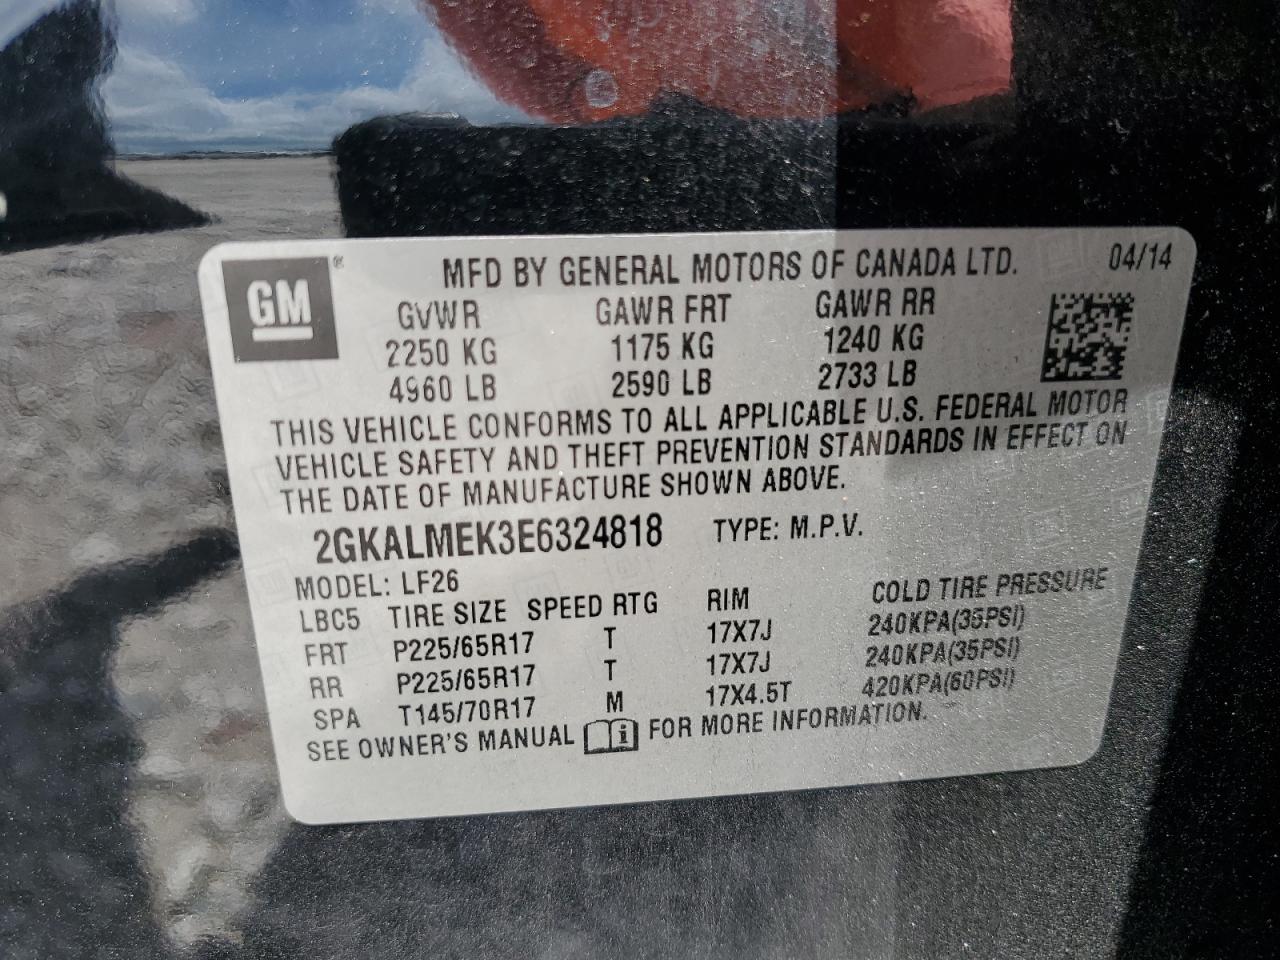 GM ®
MFD BY GENERAL MOTORS OF CANADA LTD. 04/14
GVWR GAWR FRT GAWR RR
2250 KG 1175 KG 1240 KG
4960 LB 2590 LB 2733 LB
THIS VEHICLE CONFORMS TO ALL APPLICABLE U.S. FEDERAL MOTOR
VEHICLE SAFETY AND THEFT PREVENTION STANDARDS IN EFFECT ON
THE DATE OF MANUFACTURE SHOWN ABOVE.
2GKALMEK3E6324818 TYPE: M.P.V.
MODEL: LF26
LBC5 TIRE SIZE SPEED RTG RIM COLD TIRE PRESSURE
FRT P225/65R17 T 17X7J 240KPA(35PSI)
RR P225/65R17 T 17X7J 240KPA(35PSI)
SPA T145/70R17 M 17X4.5T 420KPA(60PSI)
SEE OWNER'S MANUAL i FOR MORE INFORMATION.